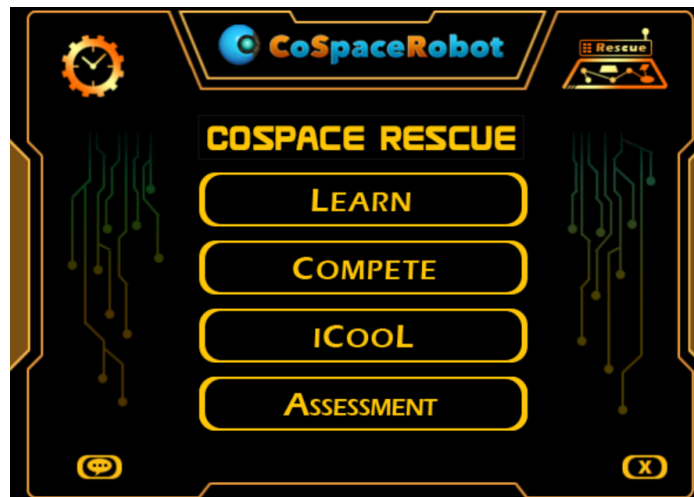 CoSpaceRobot
Rescue
COSPACE RESCUE
LEARN
COMPETE
iCOOL
ASSESSMENT
X